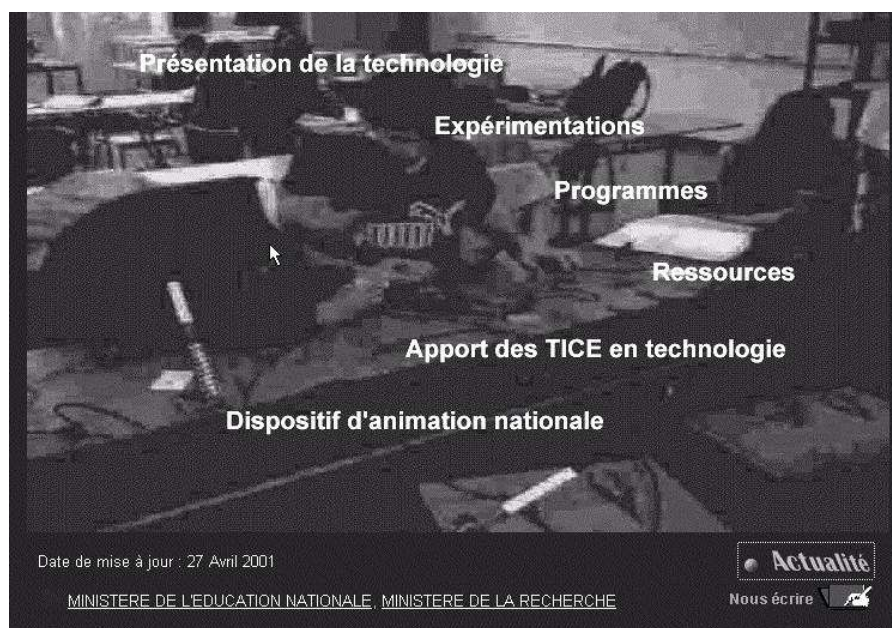 Présentation de la technologie
Expérimentations
Programmes
Ressources
Apport des TICE en technologie
Dispositif d'animation nationale
Date de mise à jour : 27 Avril 2001
Actualité
MINISTERE DE L'EDUCATION NATIONALE, MINISTERE DE LA RECHERCHE
Nous écrire